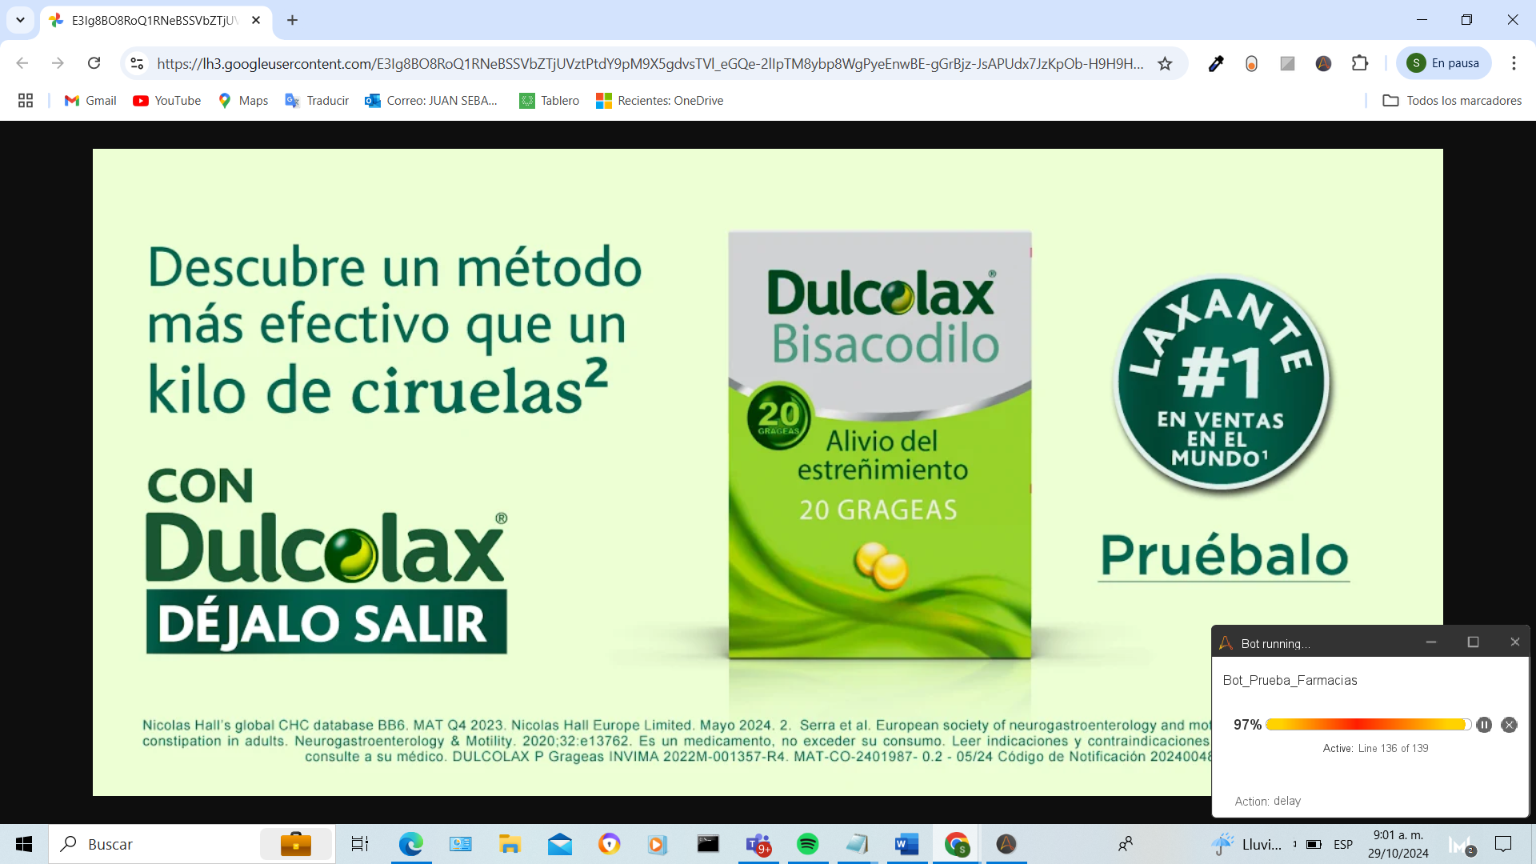 E3Ig8BO8RoQ1RNeBSSVbZTjUV
https://lh3.googleusercontent.com/E3Ig8BO8RoQ1RNeBSSVbZTjUVztPtdY9pM9X5gdvsTVl_eGQe-2lIpTM8ybp8WgPyeEnwBE-gGrBjz-JsAPUdx7JzKpOb-H9H9H...
S
En pausa
Gmail
YouTube
Maps
Traducir
Correo: JUAN SEBA...
Tablero
Recientes: OneDrive
Todos los marcadores
Descubre un método
más efectivo que un
kilo de ciruelas²
CON
Dulcolax®
DÉJALO SALIR
Dulcolax®
Bisacodilo
20
GRAGEAS
Alivio del
estreñimiento
20 GRAGEAS
LAXANTE
#1
EN VENTAS
EN EL
MUNDO¹
Pruébalo
Nicolas Hall's global CHC database BB6. MAT Q4 2023. Nicolas Hall Europe Limited. Mayo 2024. 2. Serra et al. European society of neurogastroenterology and mot
constipation in adults. Neurogastroenterology & Motility. 2020;32:e13762. Es un medicamento, no exceder su consumo. Leer indicaciones y contraindicaciones
consulte a su médico. DULCOLAX P Grageas INVIMA 2022M-001357-R4. MAT-CO-2401987- 0.2 - 05/24 Código de Notificación 20240048
Bot running...
Bot_Prueba_Farmacias
97%
Active: Line 136 of 139
Action: delay
Buscar
9+
Lluvi...
ESP
9:01 a. m.
29/10/2024